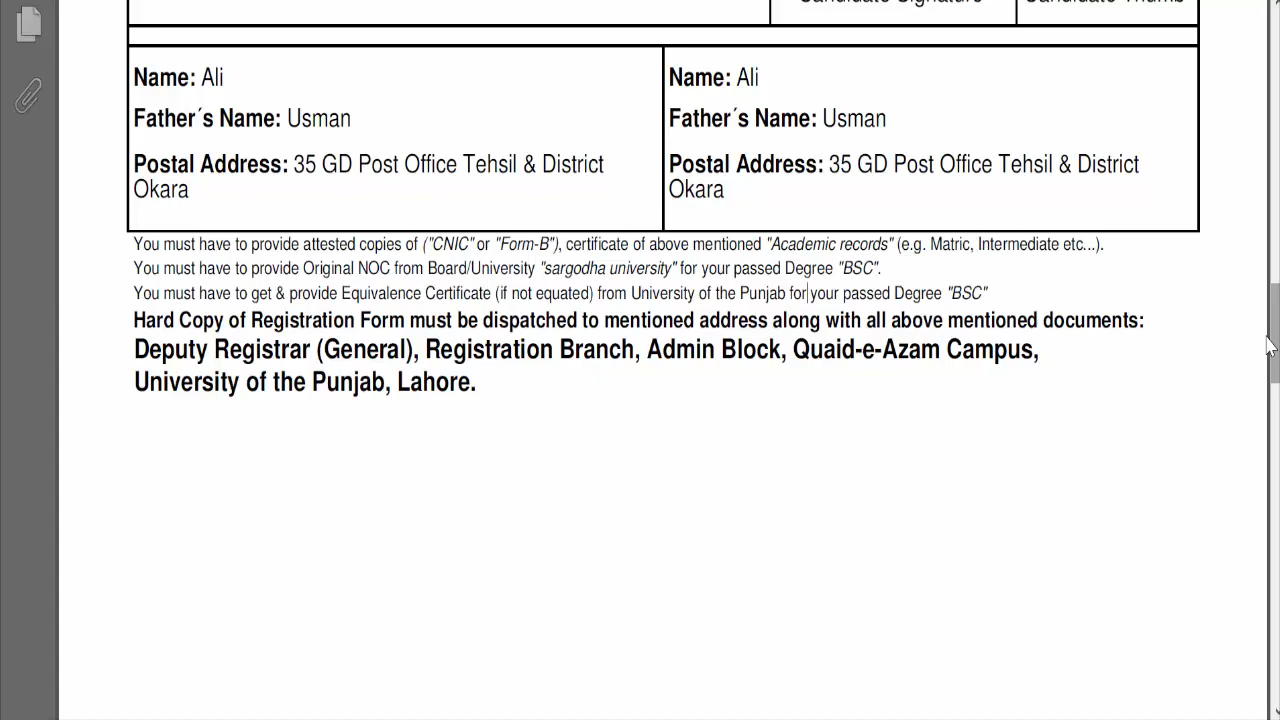 Candidate Signature Candidate Thumb
Name: Ali
Father´s Name: Usman
Postal Address: 35 GD Post Office Tehsil & District
Okara
Name: Ali
Father´s Name: Usman
Postal Address: 35 GD Post Office Tehsil & District
Okara
You must have to provide attested copies of ("CNIC" or "Form-B"), certificate of above mentioned "Academic records" (e.g. Matric, Intermediate etc...).
You must have to provide Original NOC from Board/University "sargodha university" for your passed Degree "BSC".
You must have to get & provide Equivalence Certificate (if not equated) from University of the Punjab for your passed Degree "BSC"
Hard Copy of Registration Form must be dispatched to mentioned address along with all above mentioned documents:
Deputy Registrar (General), Registration Branch, Admin Block, Quaid-e-Azam Campus,
University of the Punjab, Lahore.